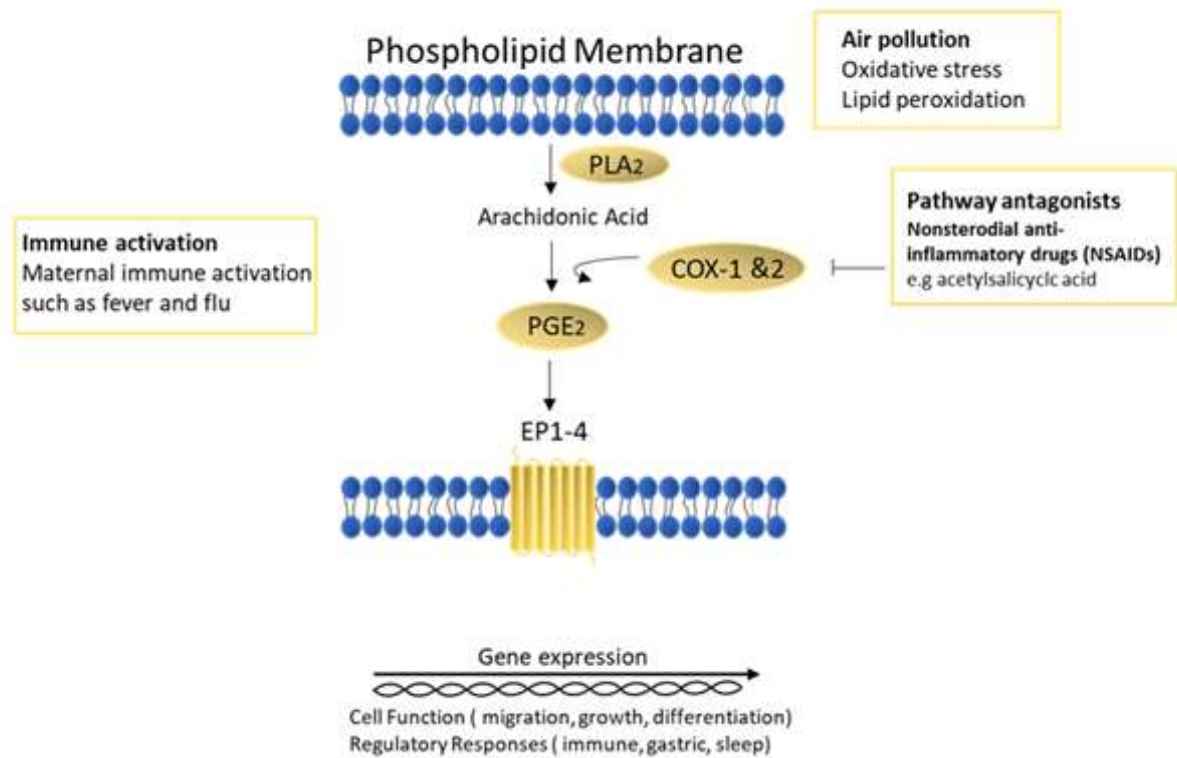 Phospholipid Membrane
Air pollution
Oxidative stress
Lipid peroxidation
PLA2
Arachidonic Acid
Pathway antagonists
Nonsterodial anti-
inflammatory drugs (NSAIDs)
e.g acetylsalicyclc acid
Immune activation
Maternal immune activation
such as fever and flu
COX-1 &2
PGE2
EP1-4
Gene expression
Cell Function ( migration, growth, differentiation)
Regulatory Responses ( immune, gastric, sleep)